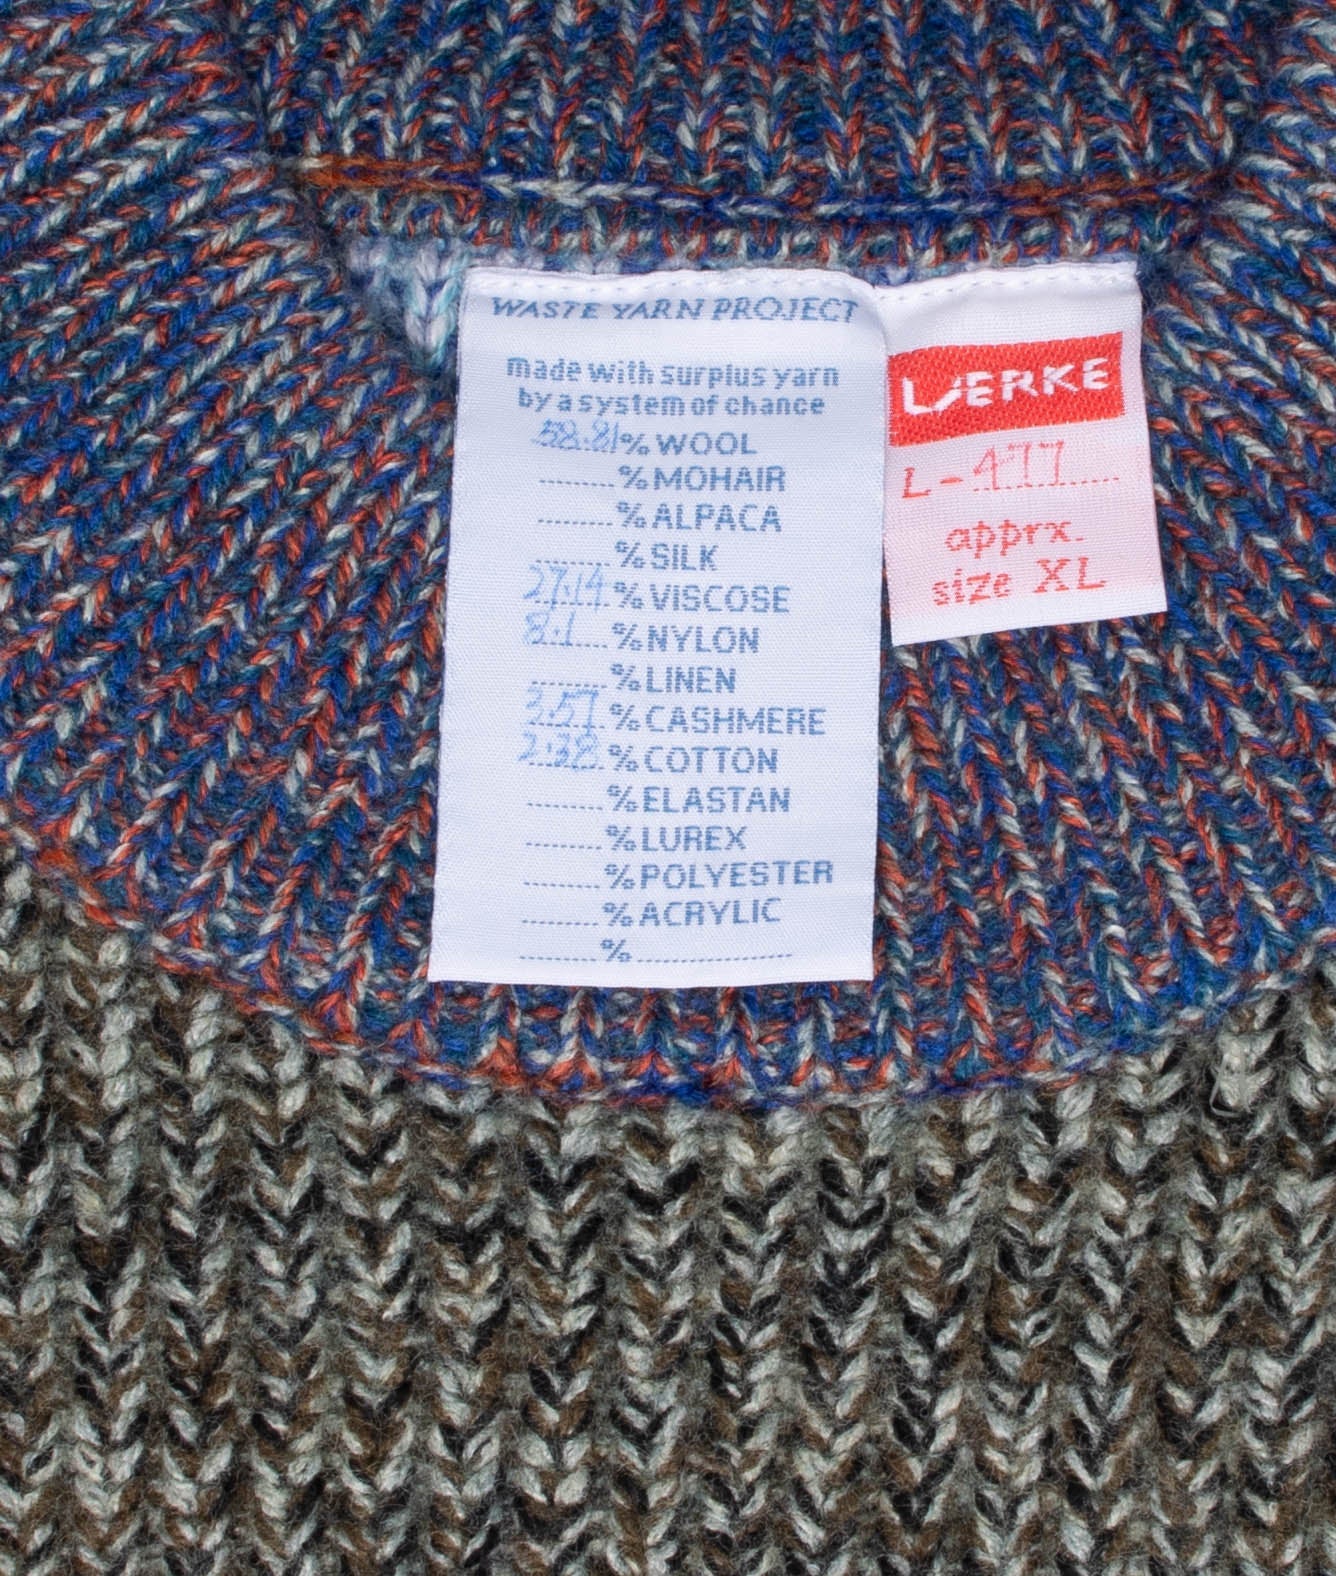 WASTE YARN PROJECT
made with surplus yarn
by a system of chance
58.81% WOOL
.........% MOHAIR
.........% ALPACA
.........% SILK
27.14% VISCOSE
8.1....% NYLON
.........% LINEN
3.57% CASHMERE
2.38% COTTON
.........% ELASTAN
.........% LUREX
.........% POLYESTER
.........% ACRYLIC
.........%..................
VÆRKE
L-477
apprx.
size XL